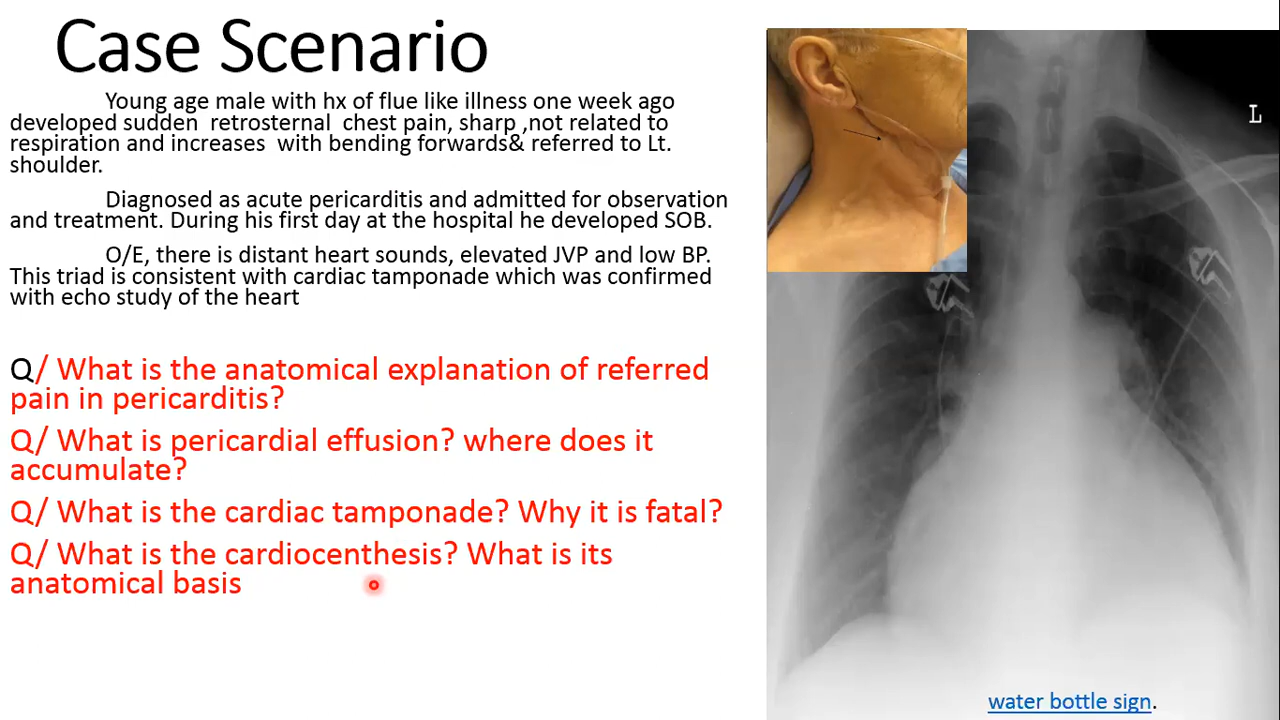 Case Scenario
Young age male with hx of flue like illness one week ago
developed sudden retrosternal chest pain, sharp ,not related to
respiration and increases with bending forwards& referred to Lt.
shoulder.
Diagnosed as acute pericarditis and admitted for observation
and treatment. During his first day at the hospital he developed SOB.
O/E, there is distant heart sounds, elevated JVP and low BP.
This triad is consistent with cardiac tamponade which was confirmed
with echo study of the heart
Q/ What is the anatomical explanation of referred
pain in pericarditis?
Q/ What is pericardial effusion? where does it
accumulate?
Q/ What is the cardiac tamponade? Why it is fatal?
Q/ What is the cardiocenthesis? What is its
anatomical basis
L
water bottle sign.